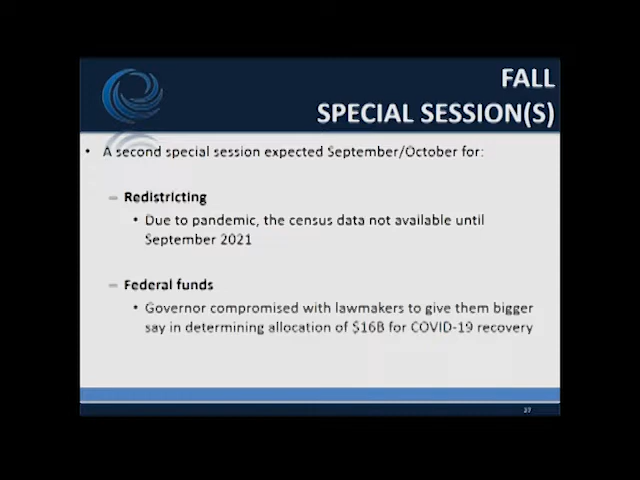 FALL
SPECIAL SESSION(S)
• A second special session expected September/October for:
– Redistricting
• Due to pandemic, the census data not available until
September 2021
– Federal funds
• Governor compromised with lawmakers to give them bigger
say in determining allocation of $16B for COVID-19 recovery
27